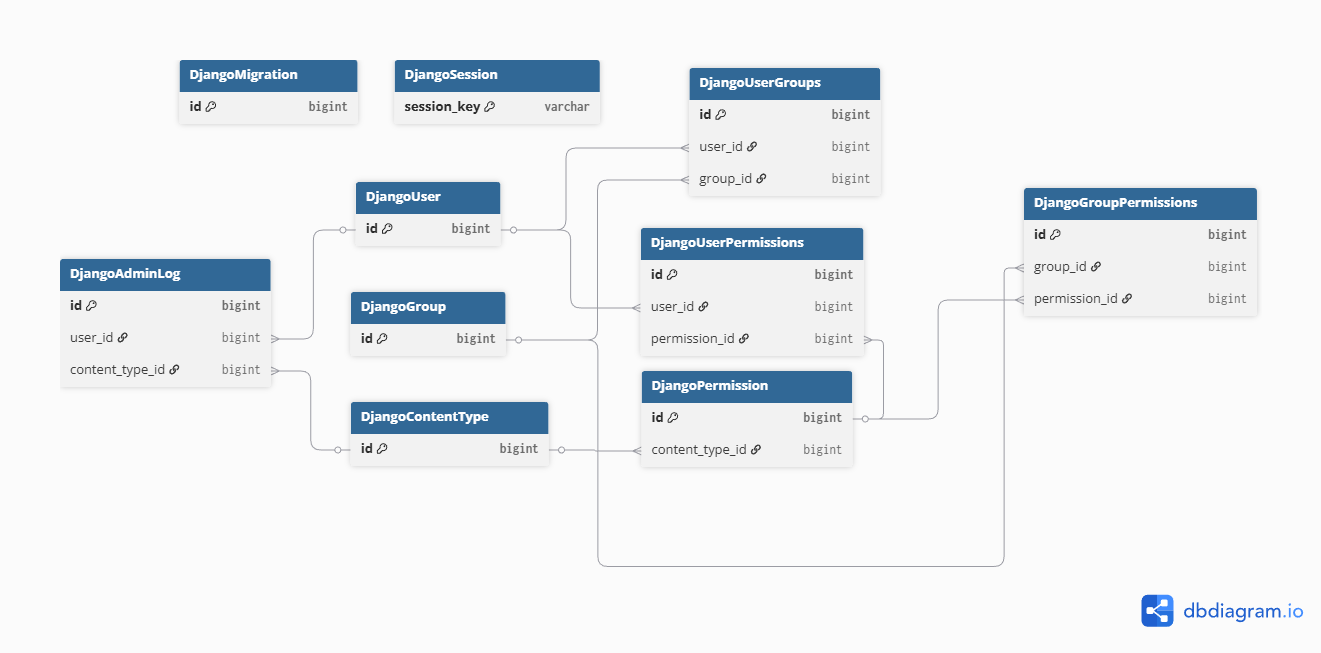 DjangoMigration
id bigint
DjangoSession
session_key varchar
DjangoUserGroups
id bigint
user_id bigint
group_id bigint
DjangoUser
id bigint
DjangoGroupPermissions
id bigint
group_id bigint
permission_id bigint
DjangoUserPermissions
id bigint
user_id bigint
permission_id bigint
DjangoAdminLog
id bigint
user_id bigint
content_type_id bigint
DjangoGroup
id bigint
DjangoPermission
id bigint
content_type_id bigint
DjangoContentType
id bigint
dbdiagram.io